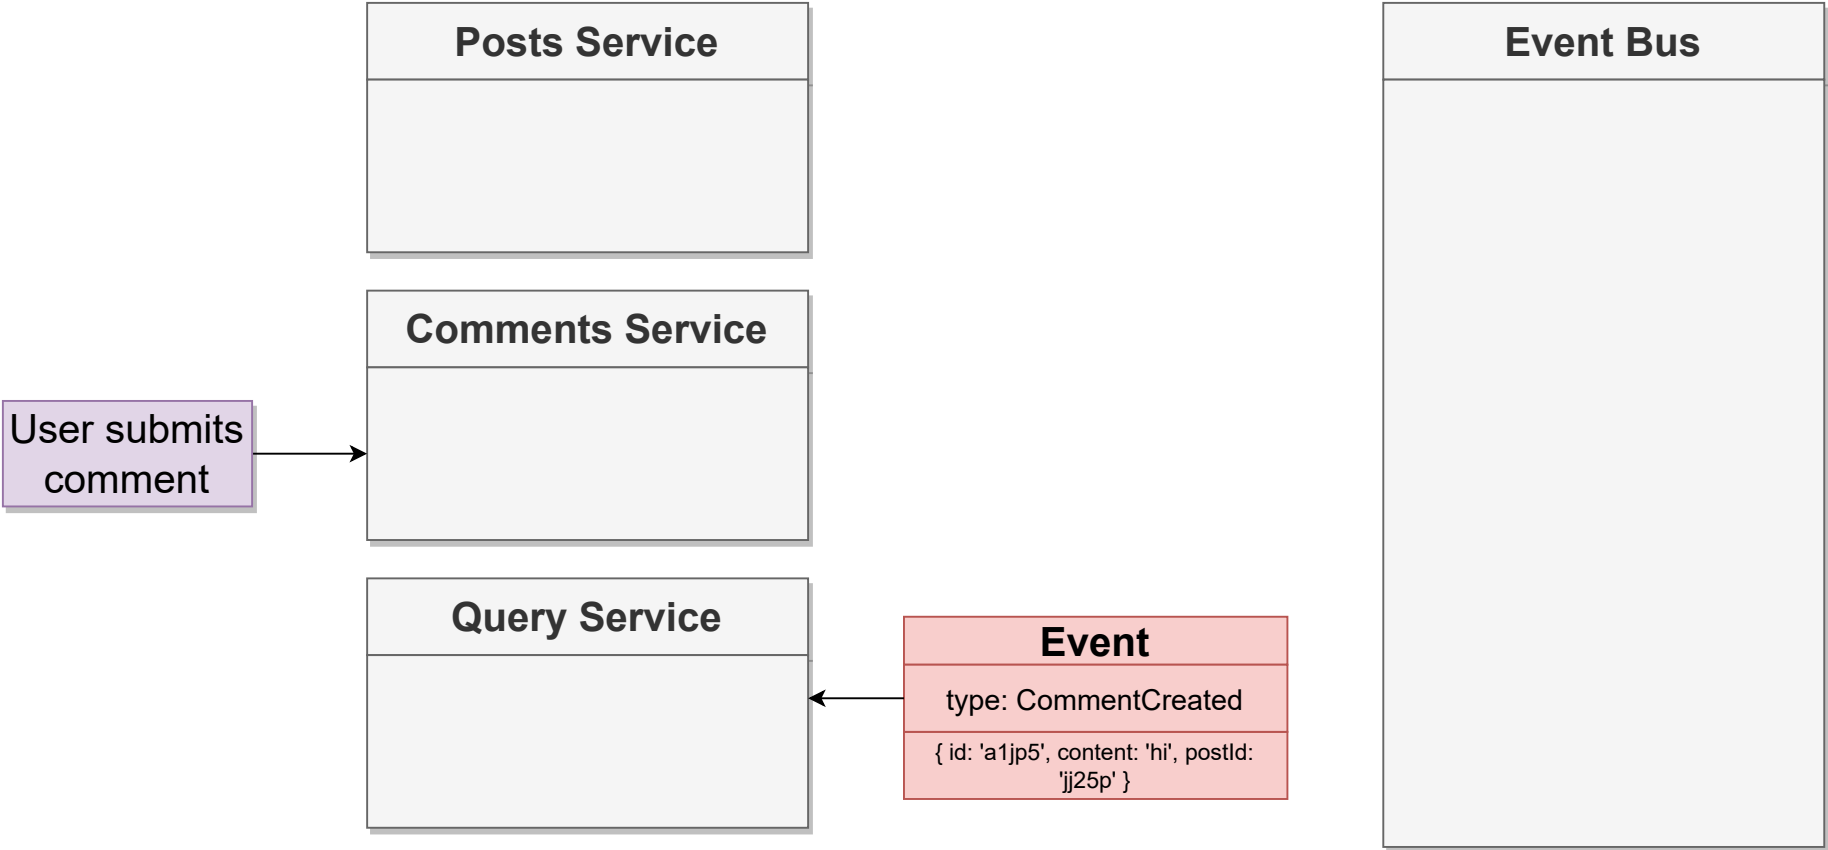 Posts Service
Event Bus
Comments Service
User submits
comment
Query Service
Event
type: CommentCreated
{ id: 'a1jp5', content: 'hi', postId:
'jj25p' }